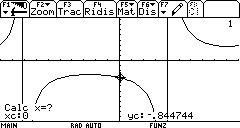 F1 F2 Zoom F3 Trac F4 Ridis F5 Mat F6 Dis F7
1
Calc x=?
xc:0 yc:-.844744
MAIN RAD AUTO FUNZ